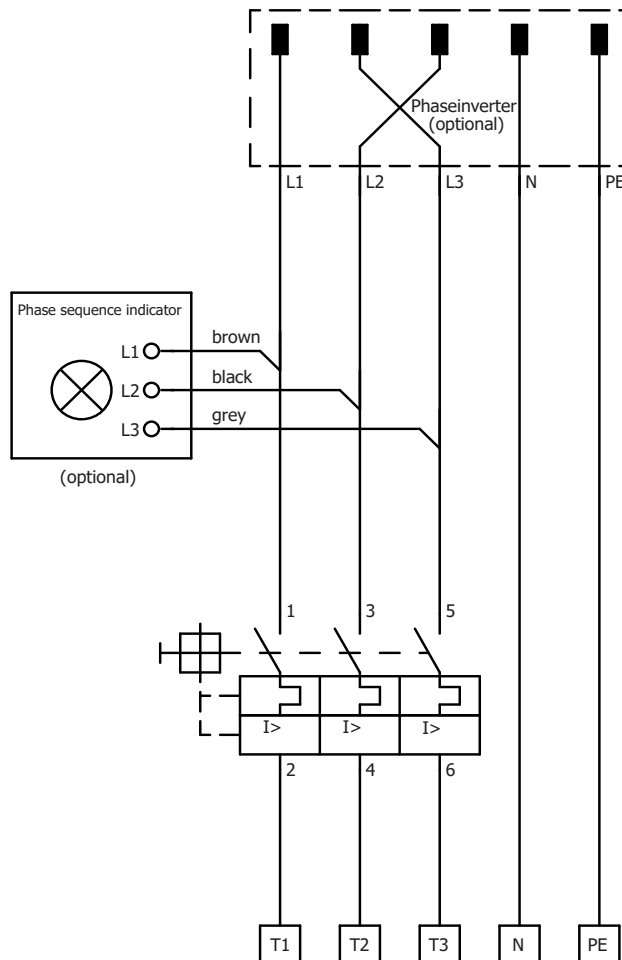 Phaseinverter
(optional)
L1 L2 L3 N PE
Phase sequence indicator
L1 brown
L2 black
L3 grey
(optional)
1 3 5
I> I> I>
2 4 6
T1 T2 T3 N PE